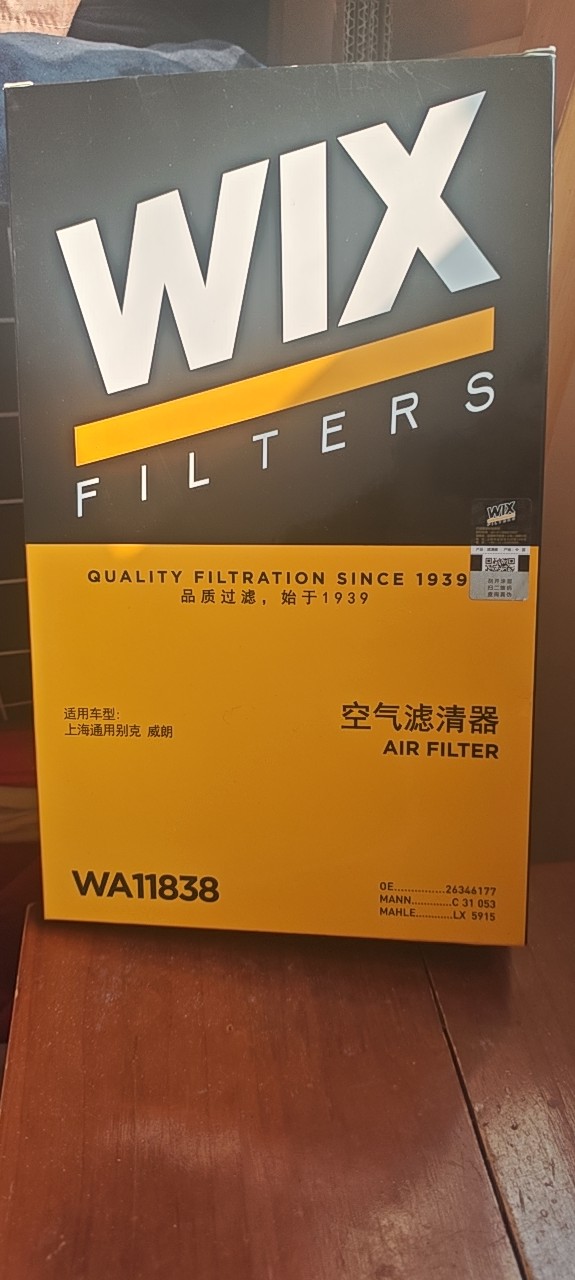 WIX
FILTERS
WIX
QUALITY FILTRATION SINCE 1939
品质过滤，始于1939
适用车型：
上海通用别克 威朗
空气滤清器
AIR FILTER
WA11838
OE...............26346177
MANN............C 31 053
MAHLE...........LX 5915